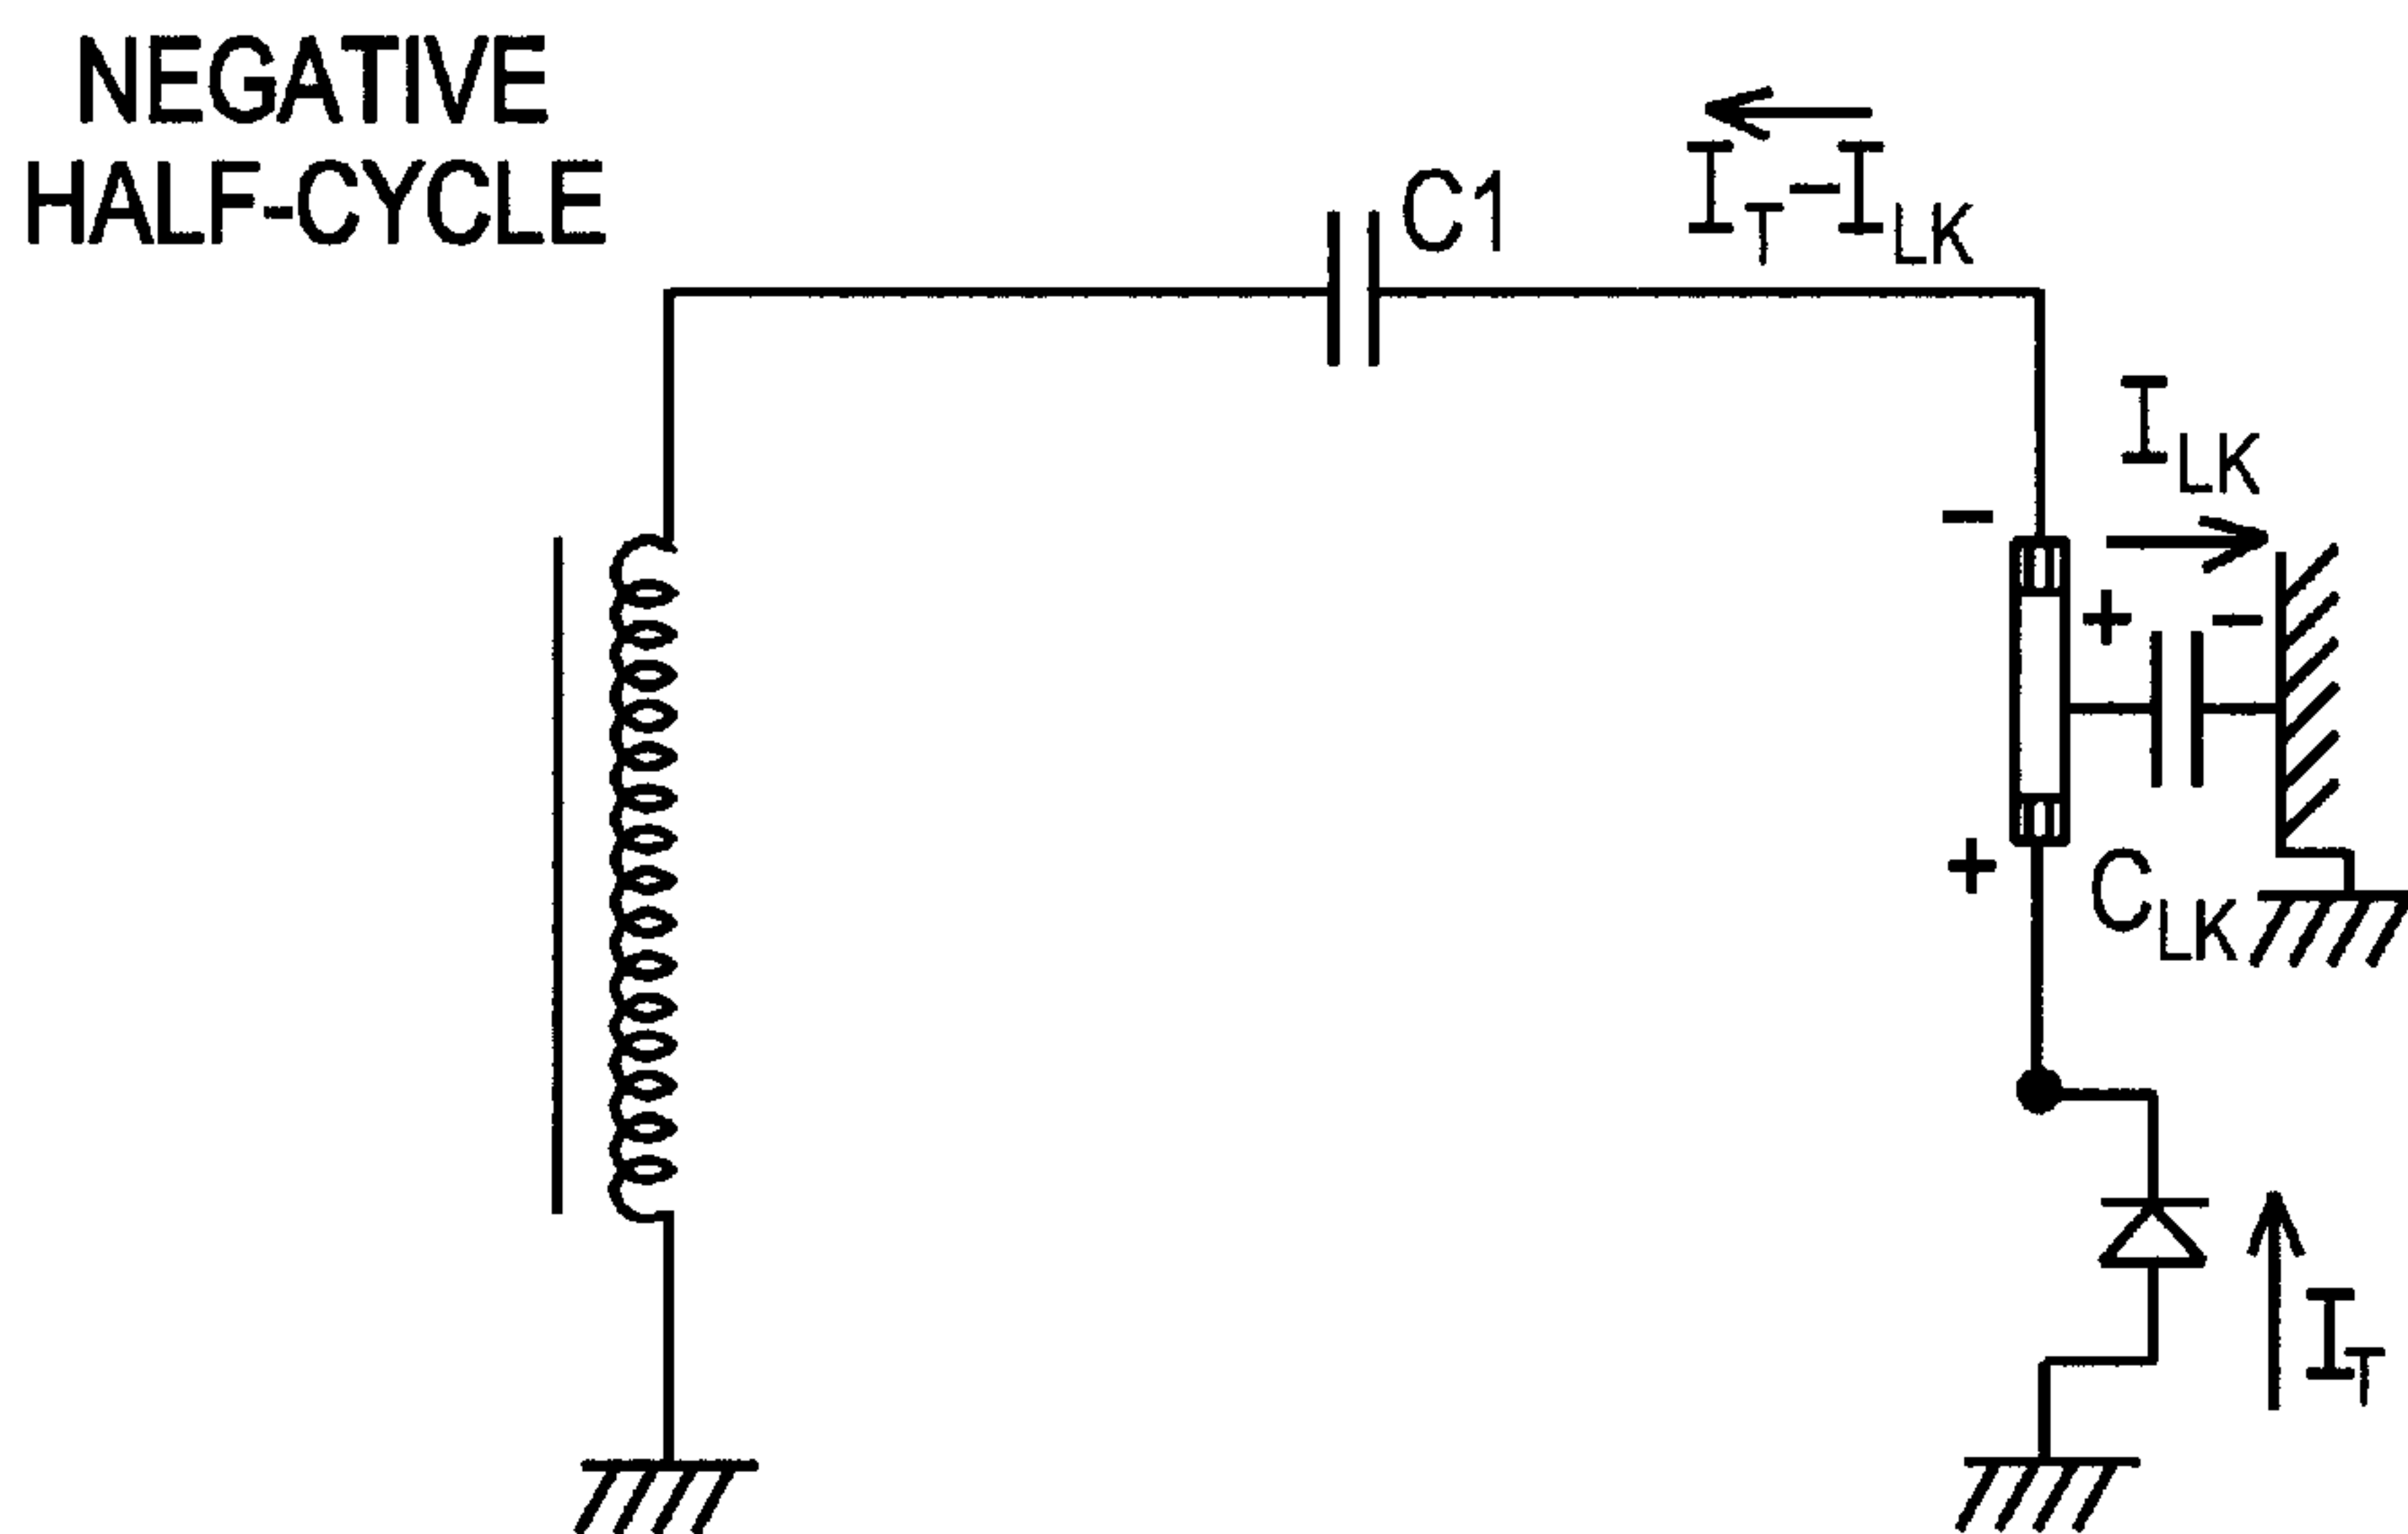 NEGATIVE
HALF-CYCLE
C1
I_T-I_LK
I_LK
-
+ -
+
C_LK
I_T